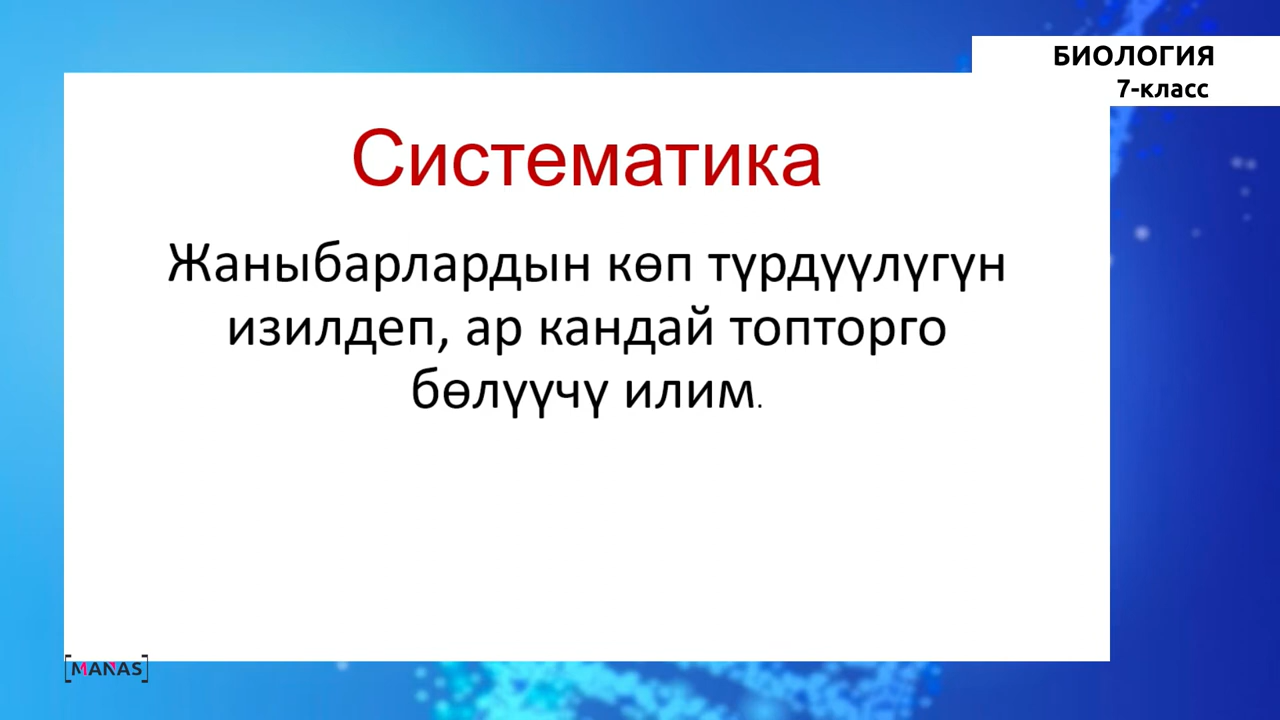 БИОЛОГИЯ
7-класс
Систематика
Жаныбарлардын көп түрдүүлүгүн
изилдеп, ар кандай топторго
бөлүүчү илим.
[MANAS]